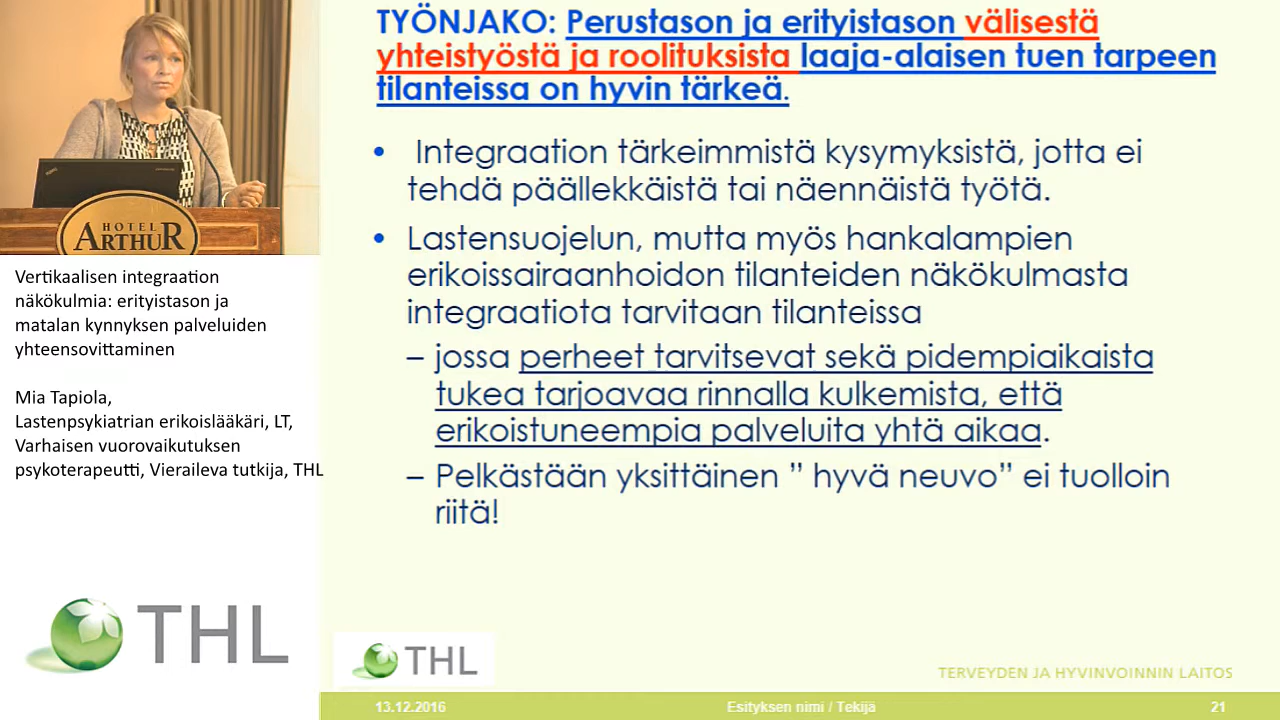 HOTEL
ARTHUR
Vertikaalisen integraation
näkökulmia: erityistason ja
matalan kynnyksen palveluiden
yhteensovittaminen
Mia Tapiola,
Lastenpsykiatrian erikoislääkäri, LT,
Varhaisen vuorovaikutuksen
psykoterapeutti, Vieraileva tutkija, THL
THL
TYÖNJAKO: Perustason ja erityistason välisestä
yhteistyöstä ja roolituksista laaja-alaisen tuen tarpeen
tilanteissa on hyvin tärkeä.
• Integraation tärkeimmistä kysymyksistä, jotta ei
tehdä päällekkäistä tai näennäistä työtä.
• Lastensuojelun, mutta myös hankalampien
erikoissairaanhoidon tilanteiden näkökulmasta
integraatiota tarvitaan tilanteissa
– jossa perheet tarvitsevat sekä pidempiaikaista
tukea tarjoavaa rinnalla kulkemista, että
erikoistuneempia palveluita yhtä aikaa.
– Pelkästään yksittäinen ” hyvä neuvo” ei tuolloin
riitä!
THL
TERVEYDEN JA HYVINVOINNIN LAITOS
13.12.2016 Esityksen nimi / Tekijä 21